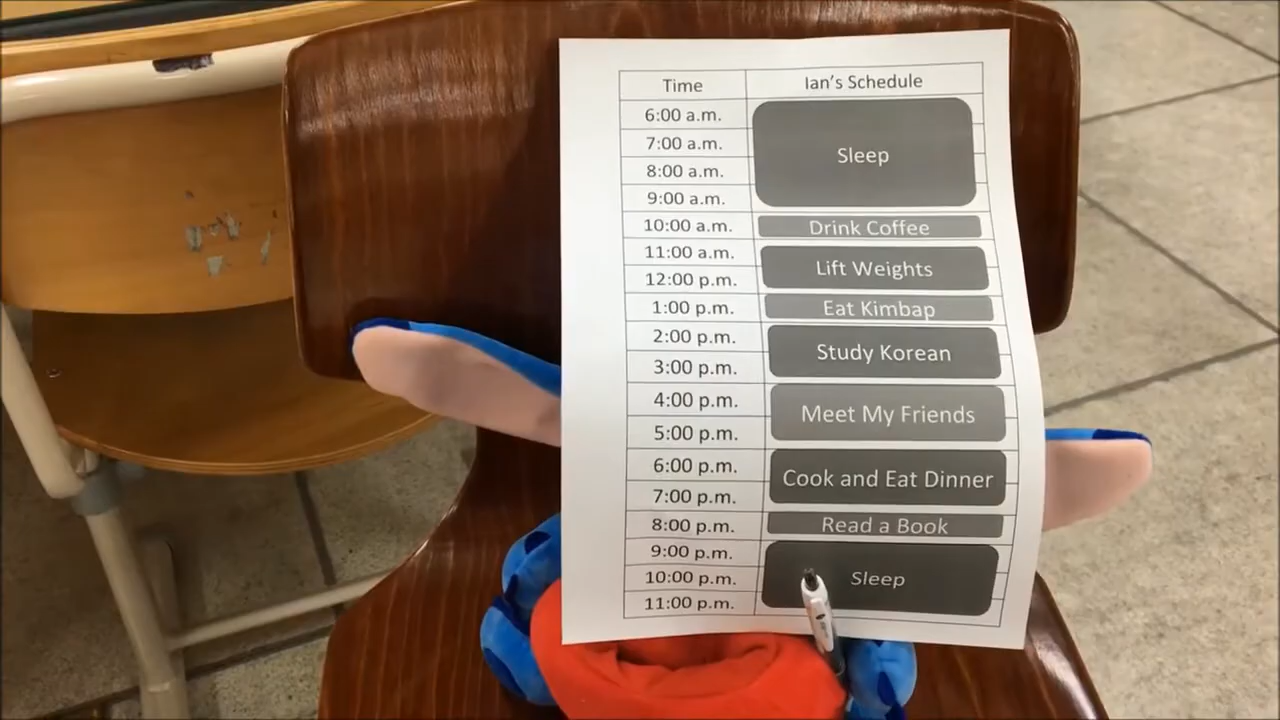 Time Ian's Schedule
6:00 a.m.
7:00 a.m. Sleep
8:00 a.m.
9:00 a.m.
10:00 a.m. Drink Coffee
11:00 a.m. Lift Weights
12:00 p.m.
1:00 p.m. Eat Kimbap
2:00 p.m. Study Korean
3:00 p.m.
4:00 p.m. Meet My Friends
5:00 p.m.
6:00 p.m. Cook and Eat Dinner
7:00 p.m.
8:00 p.m. Read a Book
9:00 p.m.
10:00 p.m. Sleep
11:00 p.m.